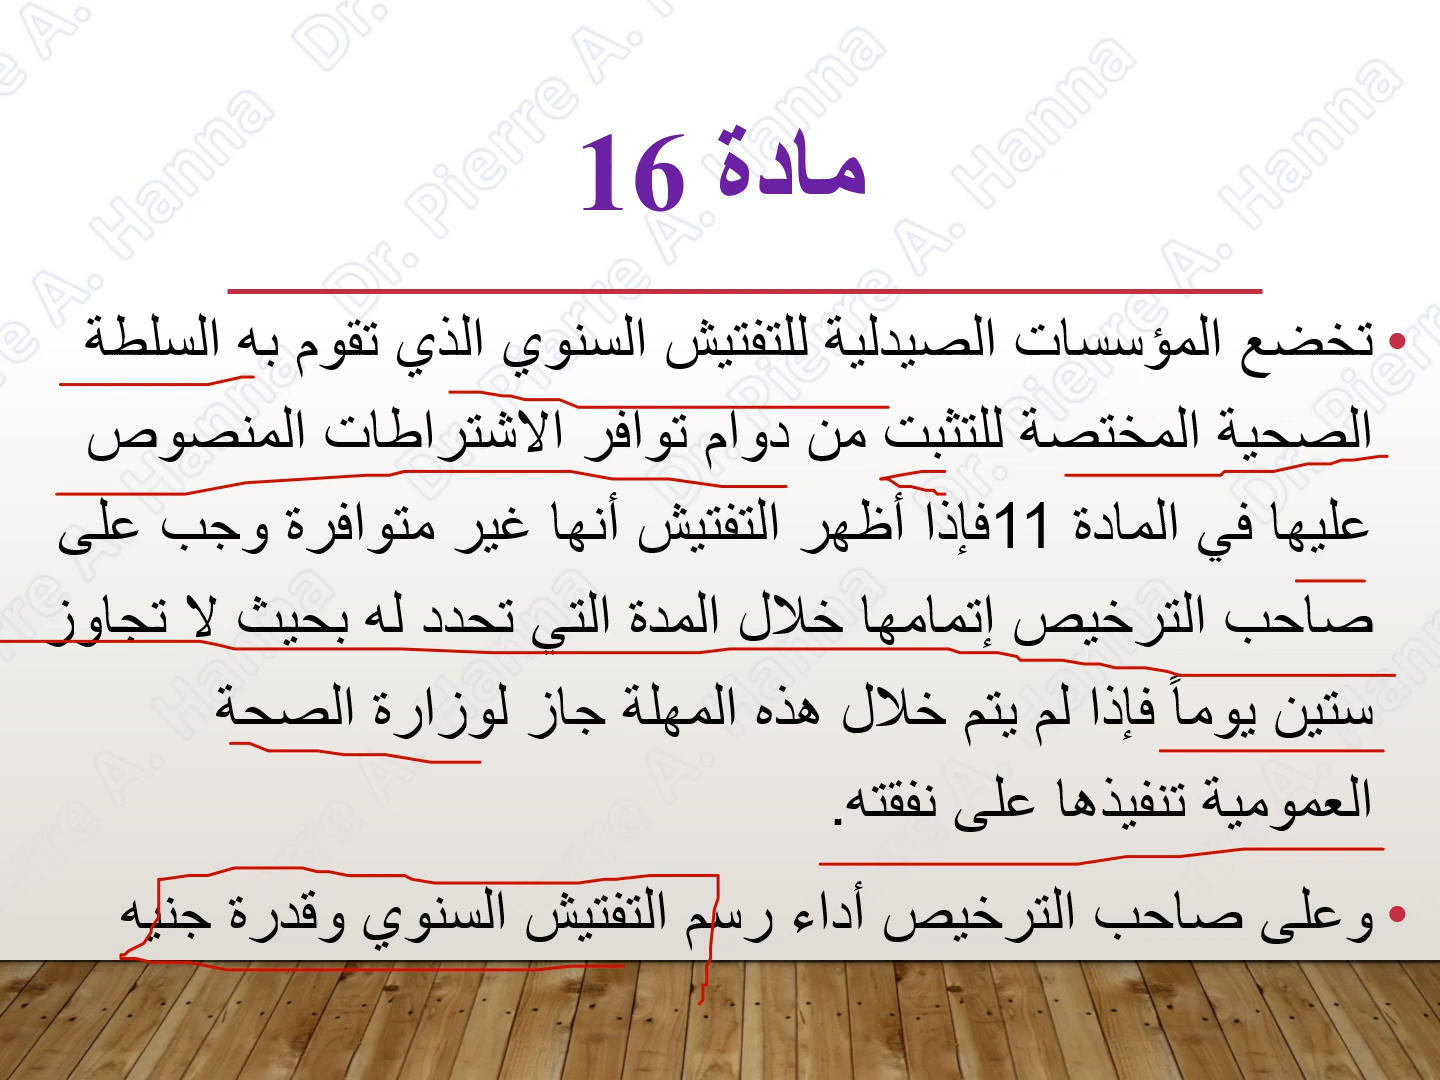 مادة 16
• تخضع المؤسسات الصيدلية للتفتيش السنوي الذي تقوم به السلطة
الصحية المختصة للتثبت من دوام توافر الاشتراطات المنصوص
عليها في المادة 11فإذا أظهر التفتيش أنها غير متوافرة وجب على
صاحب الترخيص إتمامها خلال المدة التي تحدد له بحيث لا تجاوز
ستين يوماً فإذا لم يتم خلال هذه المهلة جاز لوزارة الصحة
العمومية تنفيذها على نفقته.
• وعلى صاحب الترخيص أداء رسم التفتيش السنوي وقدرة جنيه
Dr. Pierre A. Hanna